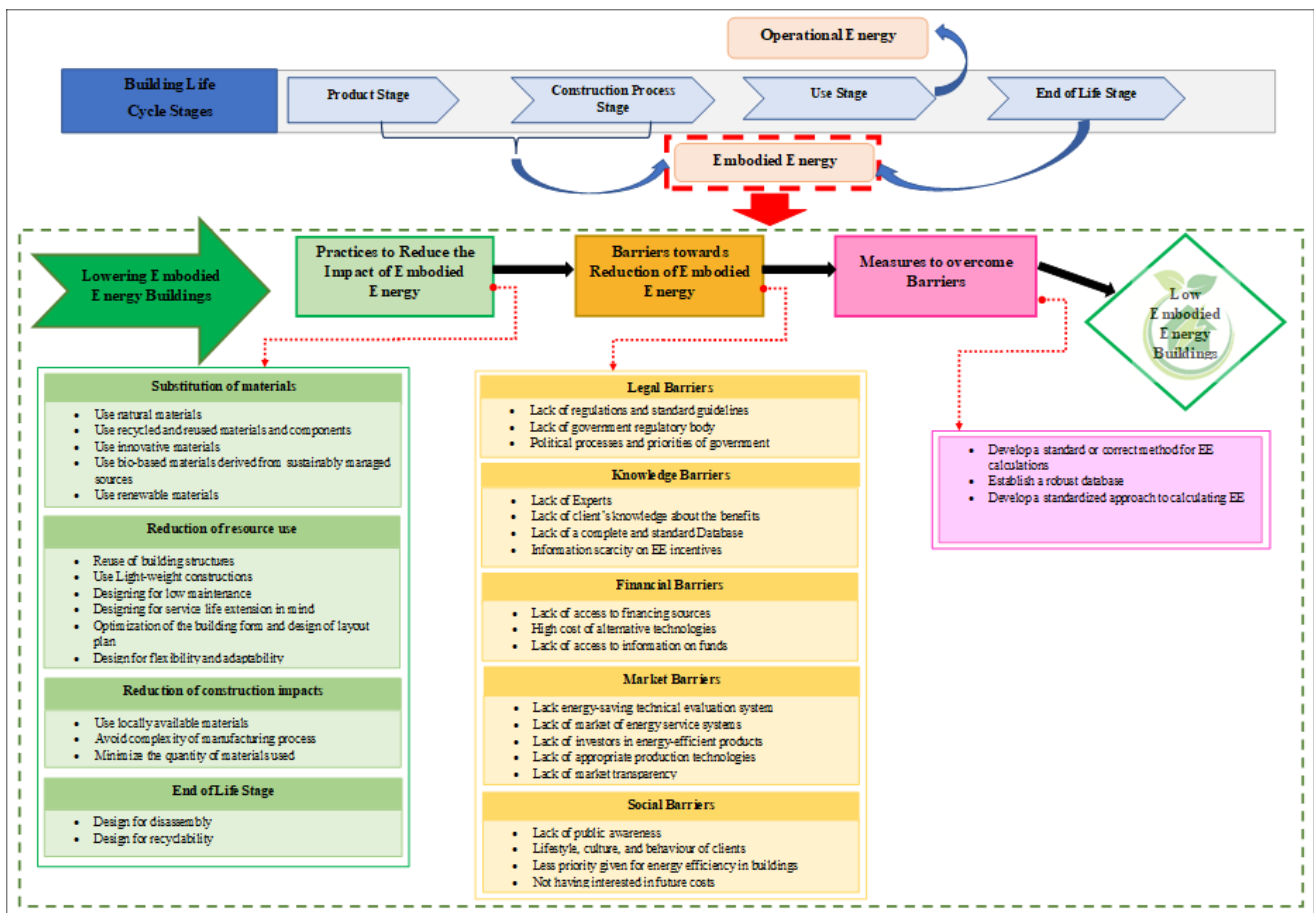 Operational Energy
Building Life
Cycle Stages
Product Stage
Construction Process
Stage
Use Stage
End of Life Stage
Embodied Energy
Lowering Embodied
Energy Buildings
Practices to Reduce the
Impact of Embodied
Energy
Barriers towards
Reduction of Embodied
Energy
Measures to overcome
Barriers
Low
Embodied
Energy
Buildings
Substitution of materials
• Use natural materials
• Use recycled and reused materials and components
• Use innovative materials
• Use bio-based materials derived from sustainably managed
sources
• Use renewable materials
Reduction of resource use
• Reuse of building structures
• Use Light-weight constructions
• Designing for low maintenance
• Designing for service life extension in mind
• Optimization of the building form and design of layout
plan
• Design for flexibility and adaptability
Reduction of construction impacts
• Use locally available materials
• Avoid complexity of manufacturing process
• Minimize the quantity of materials used
End of Life Stage
• Design for disassembly
• Design for recyclability
Legal Barriers
• Lack of regulations and standard guidelines
• Lack of government regulatory body
• Political processes and priorities of government
Knowledge Barriers
• Lack of Experts
• Lack of client's knowledge about the benefits
• Lack of a complete and standard Database
• Information scarcity on EE incentives
Financial Barriers
• Lack of access to financing sources
• High cost of alternative technologies
• Lack of access to information on funds
Market Barriers
• Lack energy-saving technical evaluation system
• Lack of market of energy service systems
• Lack of investors in energy-efficient products
• Lack of appropriate production technologies
• Lack of market transparency
Social Barriers
• Lack of public awareness
• Lifestyle, culture, and behaviour of clients
• Less priority given for energy efficiency in buildings
• Not having interested in future costs
• Develop a standard or correct method for EE
calculations
• Establish a robust database
• Develop a standardized approach to calculating EE